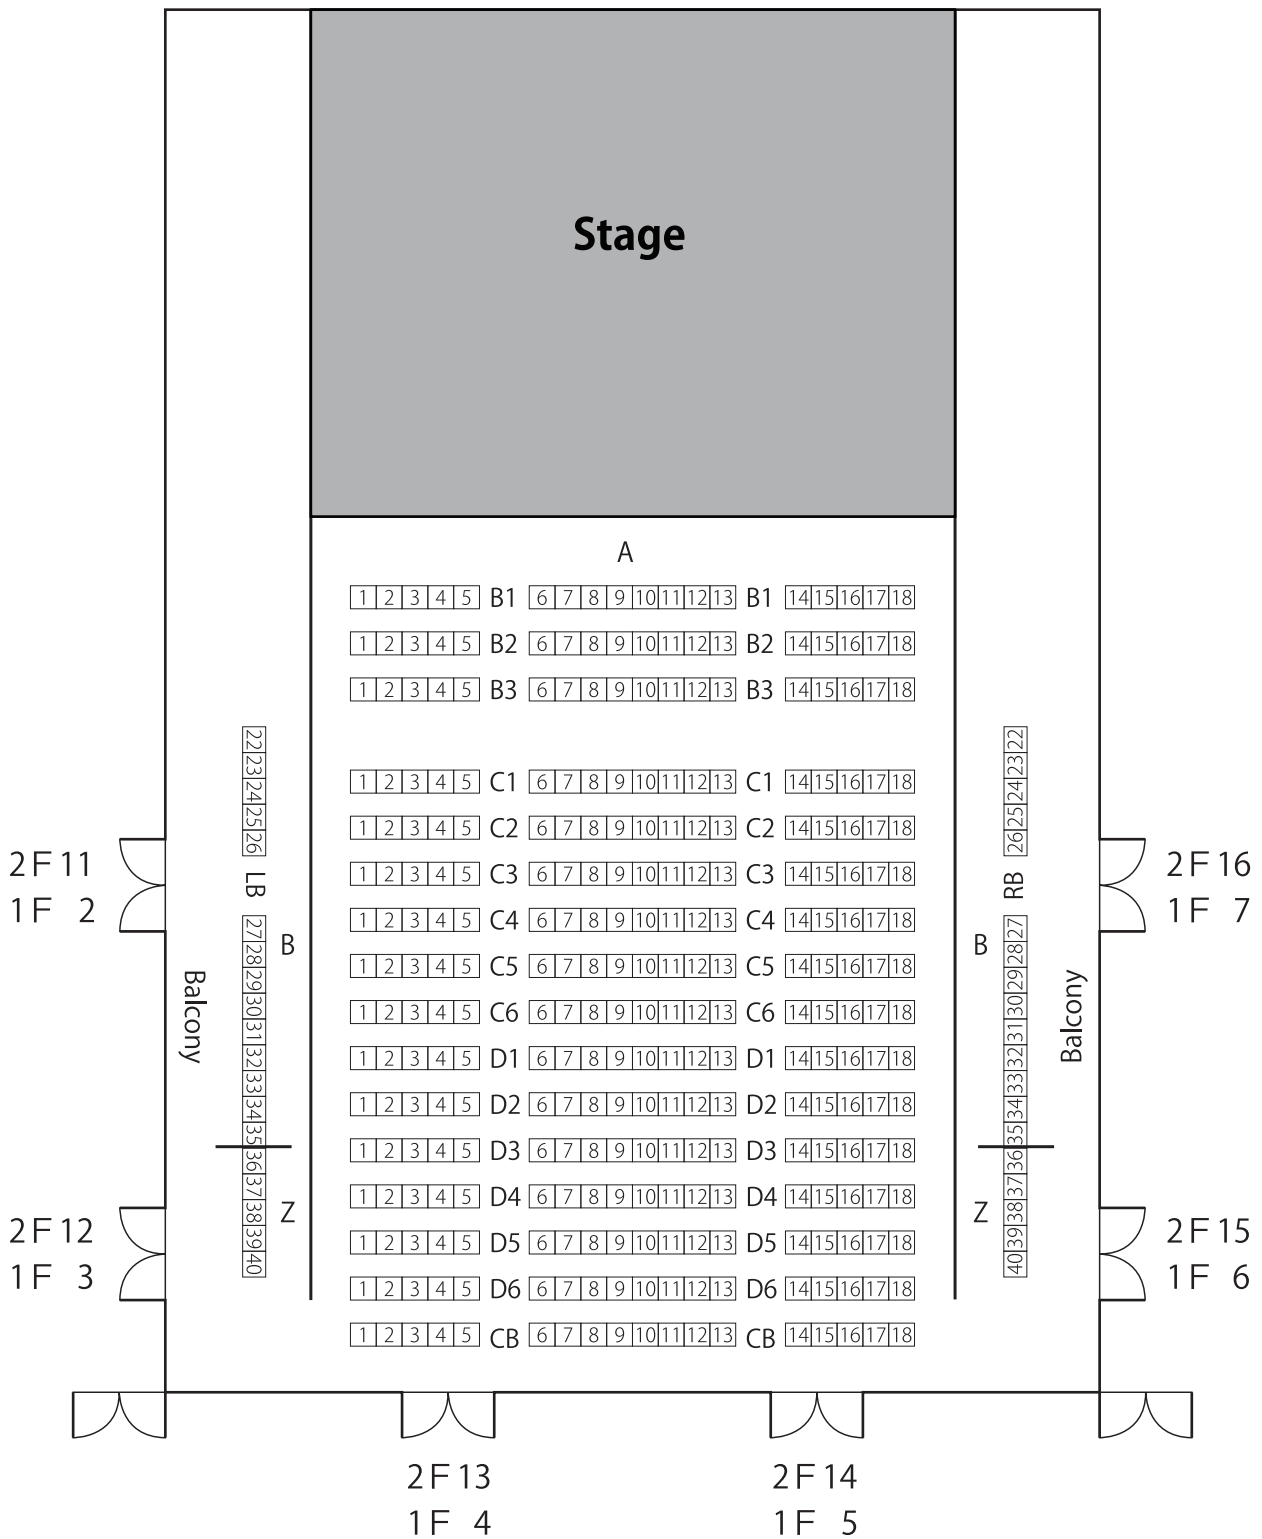 Stage
A
1 2 3 4 5 B1 6 7 8 9 10 11 12 13 B1 14 15 16 17 18
1 2 3 4 5 B2 6 7 8 9 10 11 12 13 B2 14 15 16 17 18
1 2 3 4 5 B3 6 7 8 9 10 11 12 13 B3 14 15 16 17 18
1 2 3 4 5 C1 6 7 8 9 10 11 12 13 C1 14 15 16 17 18
1 2 3 4 5 C2 6 7 8 9 10 11 12 13 C2 14 15 16 17 18
1 2 3 4 5 C3 6 7 8 9 10 11 12 13 C3 14 15 16 17 18
1 2 3 4 5 C4 6 7 8 9 10 11 12 13 C4 14 15 16 17 18
1 2 3 4 5 C5 6 7 8 9 10 11 12 13 C5 14 15 16 17 18
1 2 3 4 5 C6 6 7 8 9 10 11 12 13 C6 14 15 16 17 18
1 2 3 4 5 D1 6 7 8 9 10 11 12 13 D1 14 15 16 17 18
1 2 3 4 5 D2 6 7 8 9 10 11 12 13 D2 14 15 16 17 18
1 2 3 4 5 D3 6 7 8 9 10 11 12 13 D3 14 15 16 17 18
1 2 3 4 5 D4 6 7 8 9 10 11 12 13 D4 14 15 16 17 18
1 2 3 4 5 D5 6 7 8 9 10 11 12 13 D5 14 15 16 17 18
1 2 3 4 5 D6 6 7 8 9 10 11 12 13 D6 14 15 16 17 18
1 2 3 4 5 CB 6 7 8 9 10 11 12 13 CB 14 15 16 17 18
22 23 24 25 26 LB 27 28 29 30 31 32 33 34 35 36 37 38 39 40
B
Z
Balcony
2F 11
1F 2
2F 12
1F 3
40 39 38 37 36 35 34 33 32 31 30 29 28 27 RB 26 25 24 23 22
B
Z
Balcony
2F 16
1F 7
2F 15
1F 6
2F 13
1F 4
2F 14
1F 5